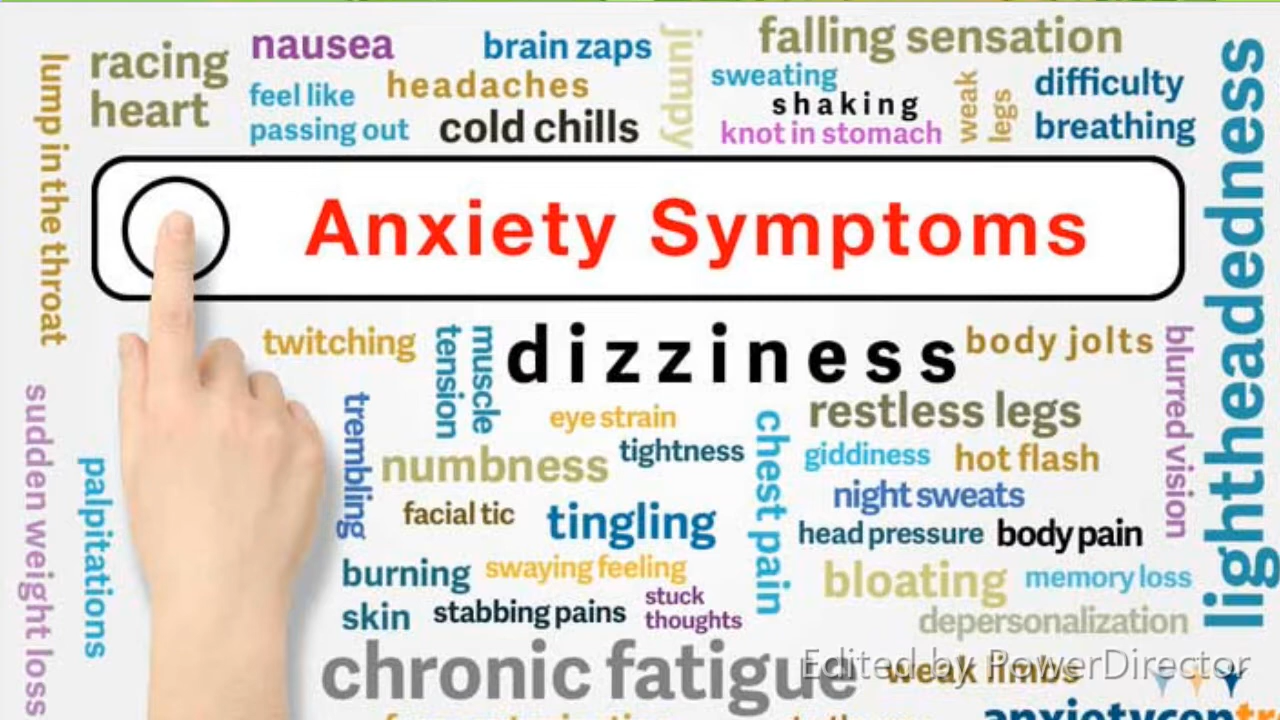 racing
heart
nausea
brain zaps
falling sensation
feel like
passing out
headaches
cold chills
jumpy
sweating
shaking
knot in stomach
weak
legs
difficulty
breathing
lump in the throat
lightheadedness
Anxiety Symptoms
twitching
muscle
tension
dizziness
body jolts
blurred vision
eye strain
restless legs
trembling
numbness
tightness
chest pain
giddiness
hot flash
night sweats
facial tic
tingling
head pressure
body pain
sudden weight loss
palpitations
burning
skin
swaying feeling
stabbing pains
stuck
thoughts
bloating
memory loss
depersonalization
chronic fatigue
weak limbs
Edited by PowerDirector